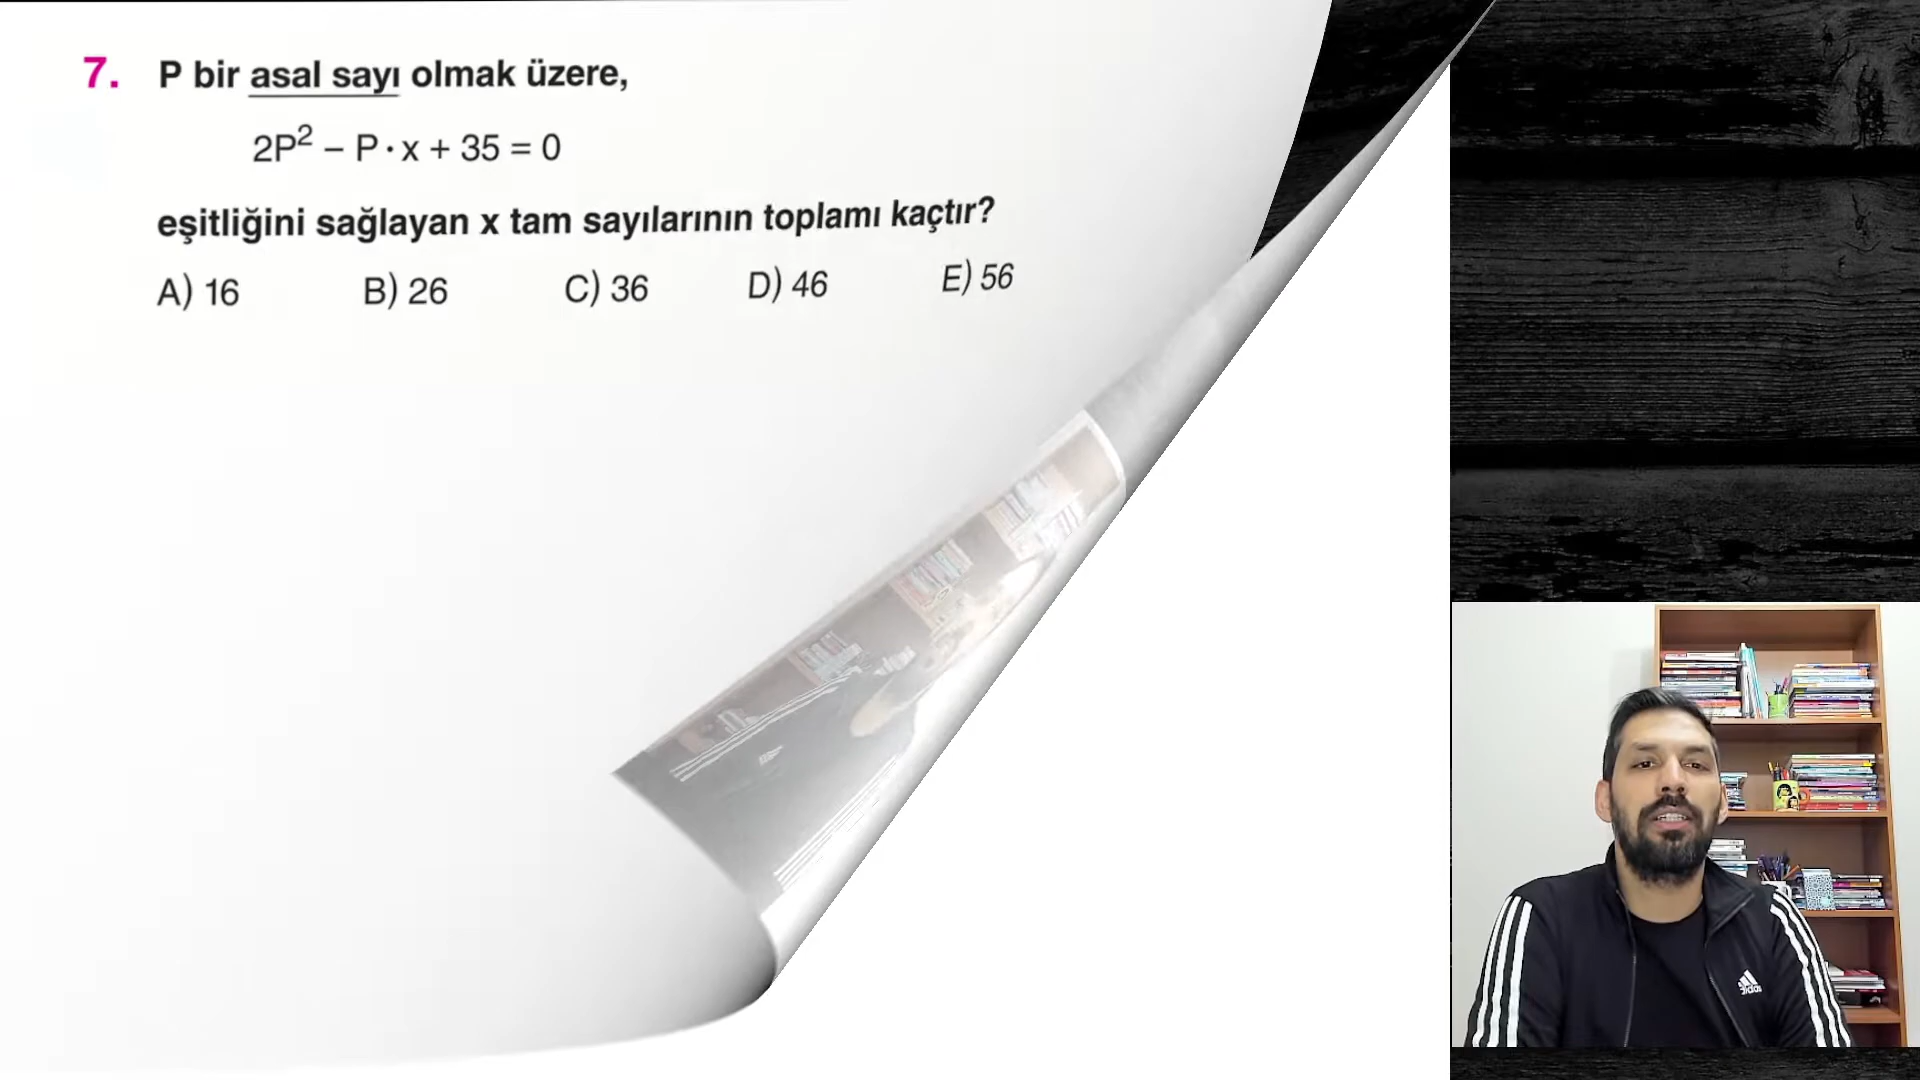 7. P bir asal sayı olmak üzere,
2P² – P · x + 35 = 0
eşitliğini sağlayan x tam sayılarının toplamı kaçtır?
A) 16 B) 26 C) 36 D) 46 E) 56
adidas